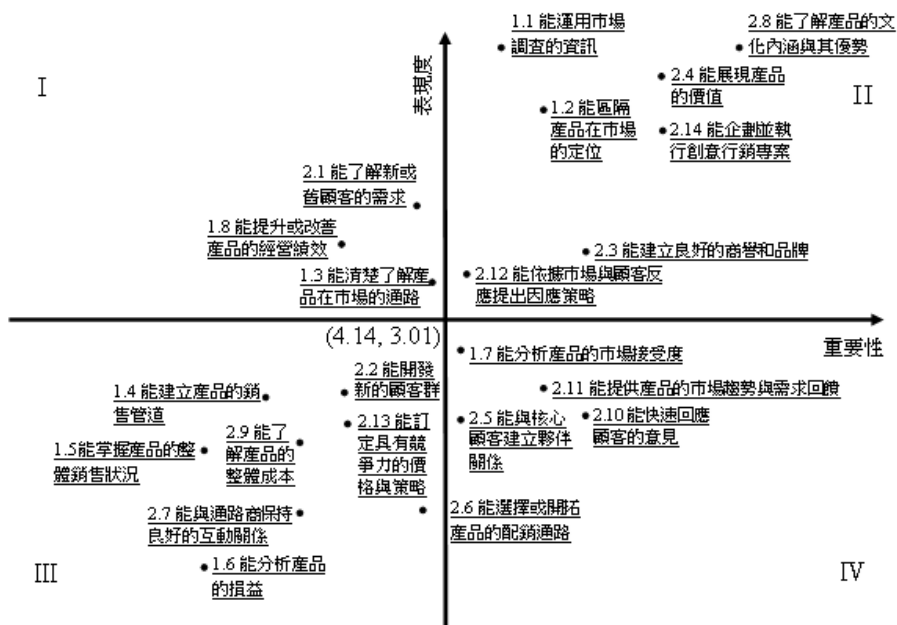 1.1 能運用市場
調查的資訊
2.8 能了解產品的文
化內涵與其優勢
表現度
I
II
2.4 能展現產品
的價值
1.2 能區隔
產品在市場
的定位
2.14 能企劃並執
行創意行銷專案
2.1 能了解新或
舊顧客的需求
1.8 能提升或改善
產品的經營績效
2.3 能建立良好的商譽和品牌
1.3 能清楚了解產
品在市場的通路
2.12 能依據市場與顧客反
應提出因應策略
(4.14, 3.01)
重要性
1.7 能分析產品的市場接受度
2.2 能開發
新的顧客群
2.11 能提供產品的市場趨勢與需求回饋
1.4 能建立產品的銷
售管道
2.5 能與核心
顧客建立夥伴
關係
2.10 能快速回應
顧客的意見
2.13 能訂
定具有競
爭力的價
格與策略
2.9 能了
解產品的
整體成本
1.5能掌握產品的整
體銷售狀況
2.7 能與通路商保持
良好的互動關係
2.6 能選擇或開拓
產品的配銷通路
1.6 能分析產品
的損益
III
IV